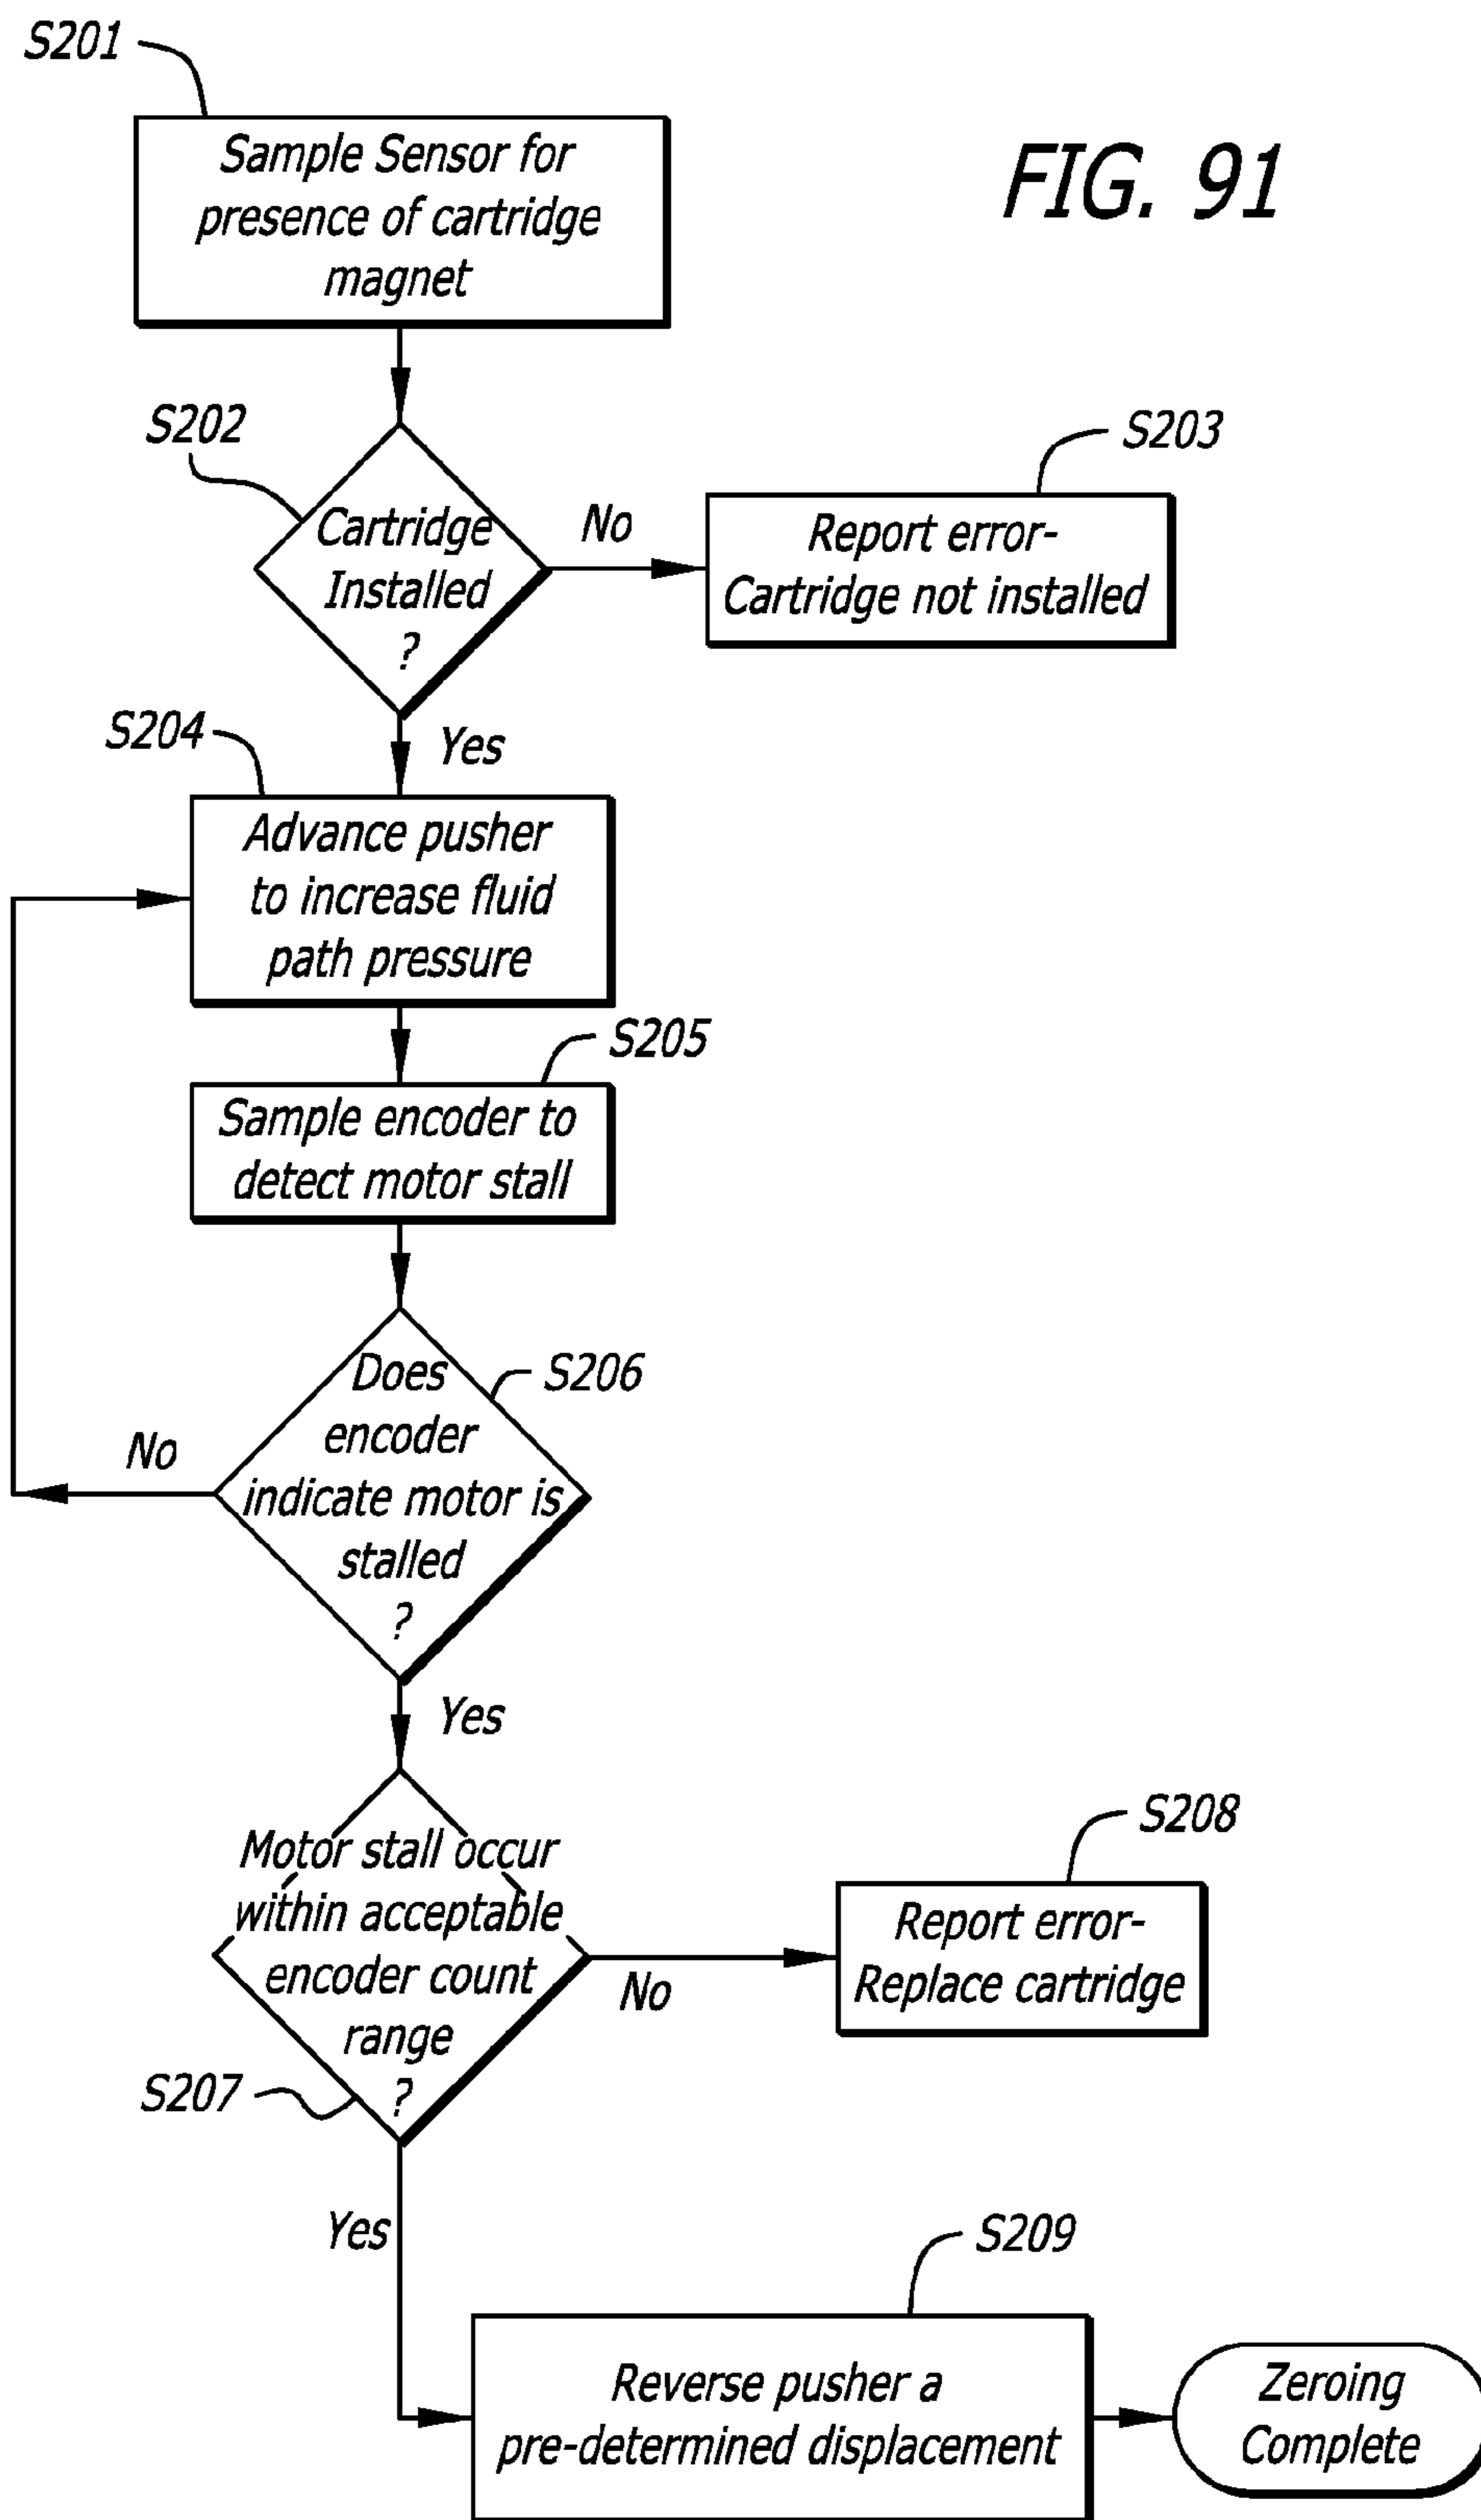 S201
Sample Sensor for
presence of cartridge
magnet
FIG. 91
S202
Cartridge
Installed
?
No
S203
Report error-
Cartridge not installed
Yes
S204
Advance pusher
to increase fluid
path pressure
S205
Sample encoder to
detect motor stall
Does
encoder
indicate motor is
stalled
?
S206
No
Yes
Motor stall occur
within acceptable
encoder count
range
?
S207
No
S208
Report error-
Replace cartridge
Yes
S209
Reverse pusher a
pre-determined displacement
Zeroing
Complete